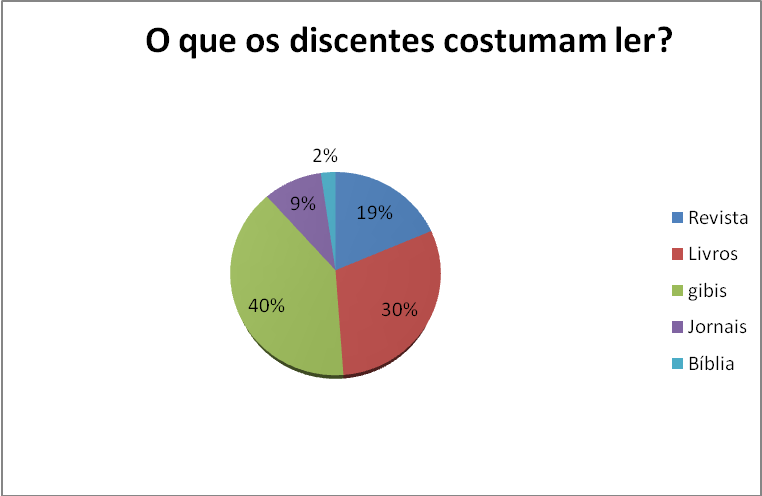 O que os discentes costumam ler?
2%
9%
19%
40%
30%
Revista
Livros
gibis
Jornais
Bíblia